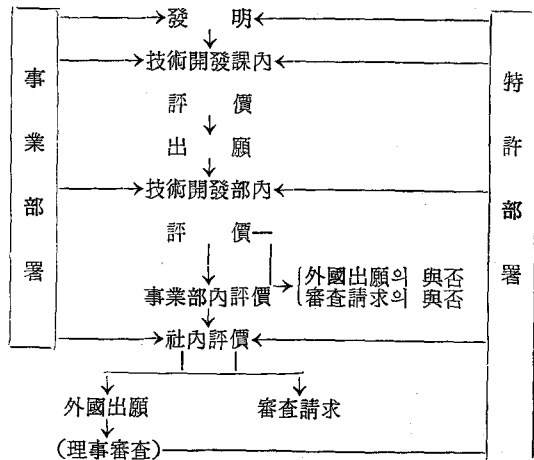 發明
技術開發課內
評價
出願
技術開發部內
評價
外國出願의 與否
審査請求의 與否
事業部內評價
社內評價
外國出願
審査請求
(理事審査)
事業部署
特許部署